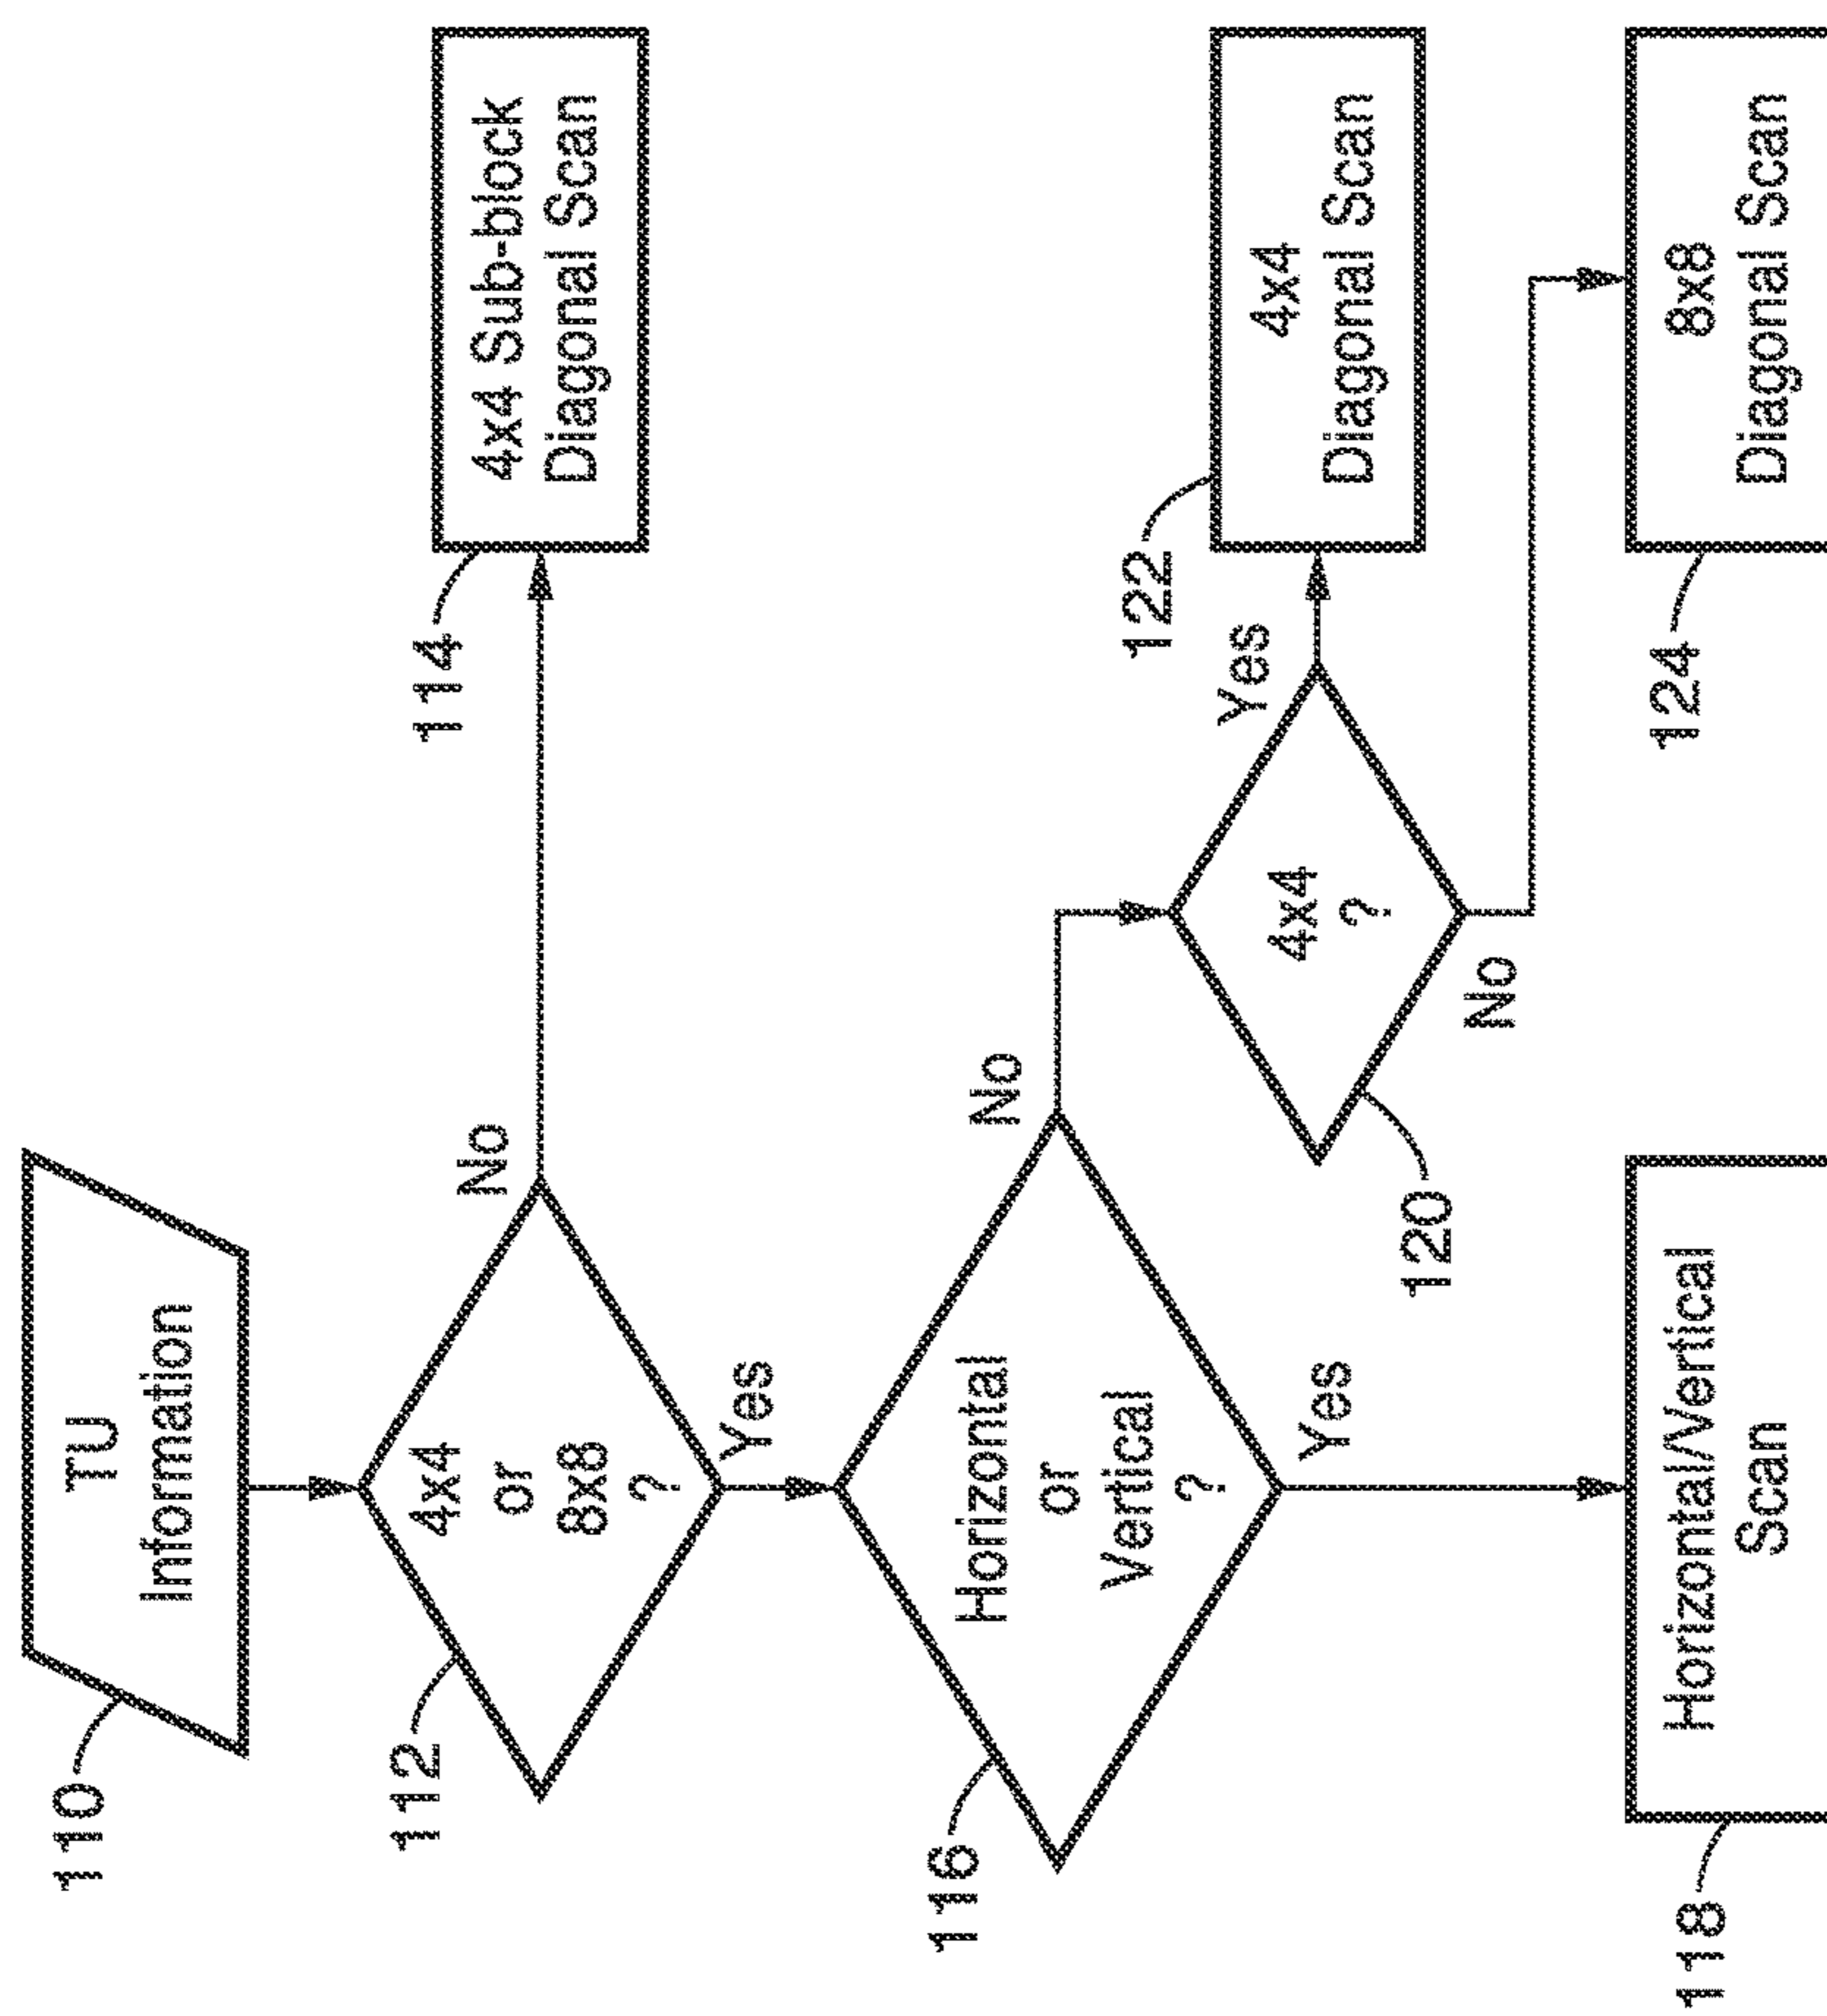 110
TU
Information
112
4x4
or
8x8
?
No
114
4x4 Sub-block
Diagonal Scan
Yes
116
Horizontal
or
Vertical
?
No
120
4x4
?
Yes
122
4x4
Diagonal Scan
No
Yes
118
Horizontal/Vertical
Scan
124
8x8
Diagonal Scan